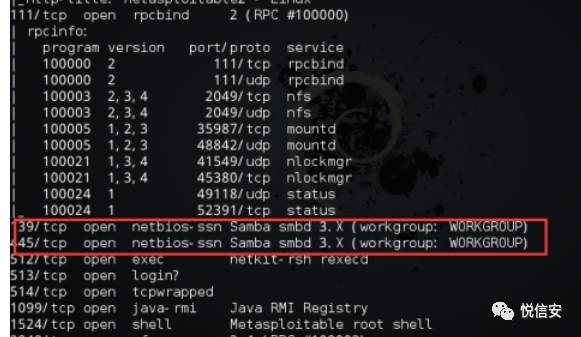 |_http-title: Metasploitable2 - Linux
111/tcp open rpcbind 2 (RPC #100000)
| rpcinfo:
| program version port/proto service
| 100000 2 111/tcp rpcbind
| 100000 2 111/udp rpcbind
| 100003 2,3,4 2049/tcp nfs
| 100003 2,3,4 2049/udp nfs
| 100005 1,2,3 35987/tcp mountd
| 100005 1,2,3 48842/udp mountd
| 100021 1,3,4 41549/udp nlockmgr
| 100021 1,3,4 45380/tcp nlockmgr
| 100024 1 49118/udp status
|_ 100024 1 52391/tcp status
139/tcp open netbios-ssn Samba smbd 3.X (workgroup: WORKGROUP)
445/tcp open netbios-ssn Samba smbd 3.X (workgroup: WORKGROUP)
512/tcp open exec netkit-rsh rexecd
513/tcp open login?
514/tcp open tcpwrapped
1099/tcp open java-rmi Java RMI Registry
1524/tcp open shell Metasploitable root shell
悦信安